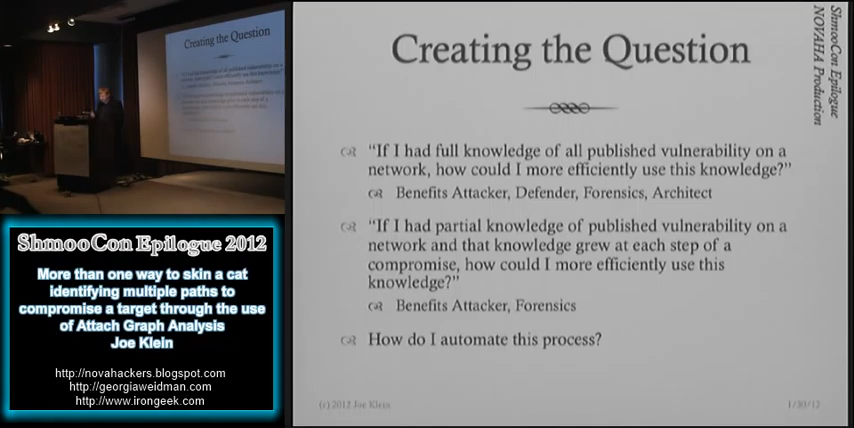 Creating the Question
ShmooCon Epilogue 2012
More than one way to skin a cat
identifying multiple paths to
compromise a target through the use
of Attach Graph Analysis
Joe Klein
http://novahackers.blogspot.com
http://georgiaweidman.com
http://www.irongeek.com
Creating the Question
“If I had full knowledge of all published vulnerability on a
network, how could I more efficiently use this knowledge?”
Benefits Attacker, Defender, Forensics, Architect
“If I had partial knowledge of published vulnerability on a
network and that knowledge grew at each step of a
compromise, how could I more efficiently use this
knowledge?”
Benefits Attacker, Forensics
How do I automate this process?
(c) 2012 Joe Klein
1/30/12
ShmooCon Epilogue
NOVAHA Production